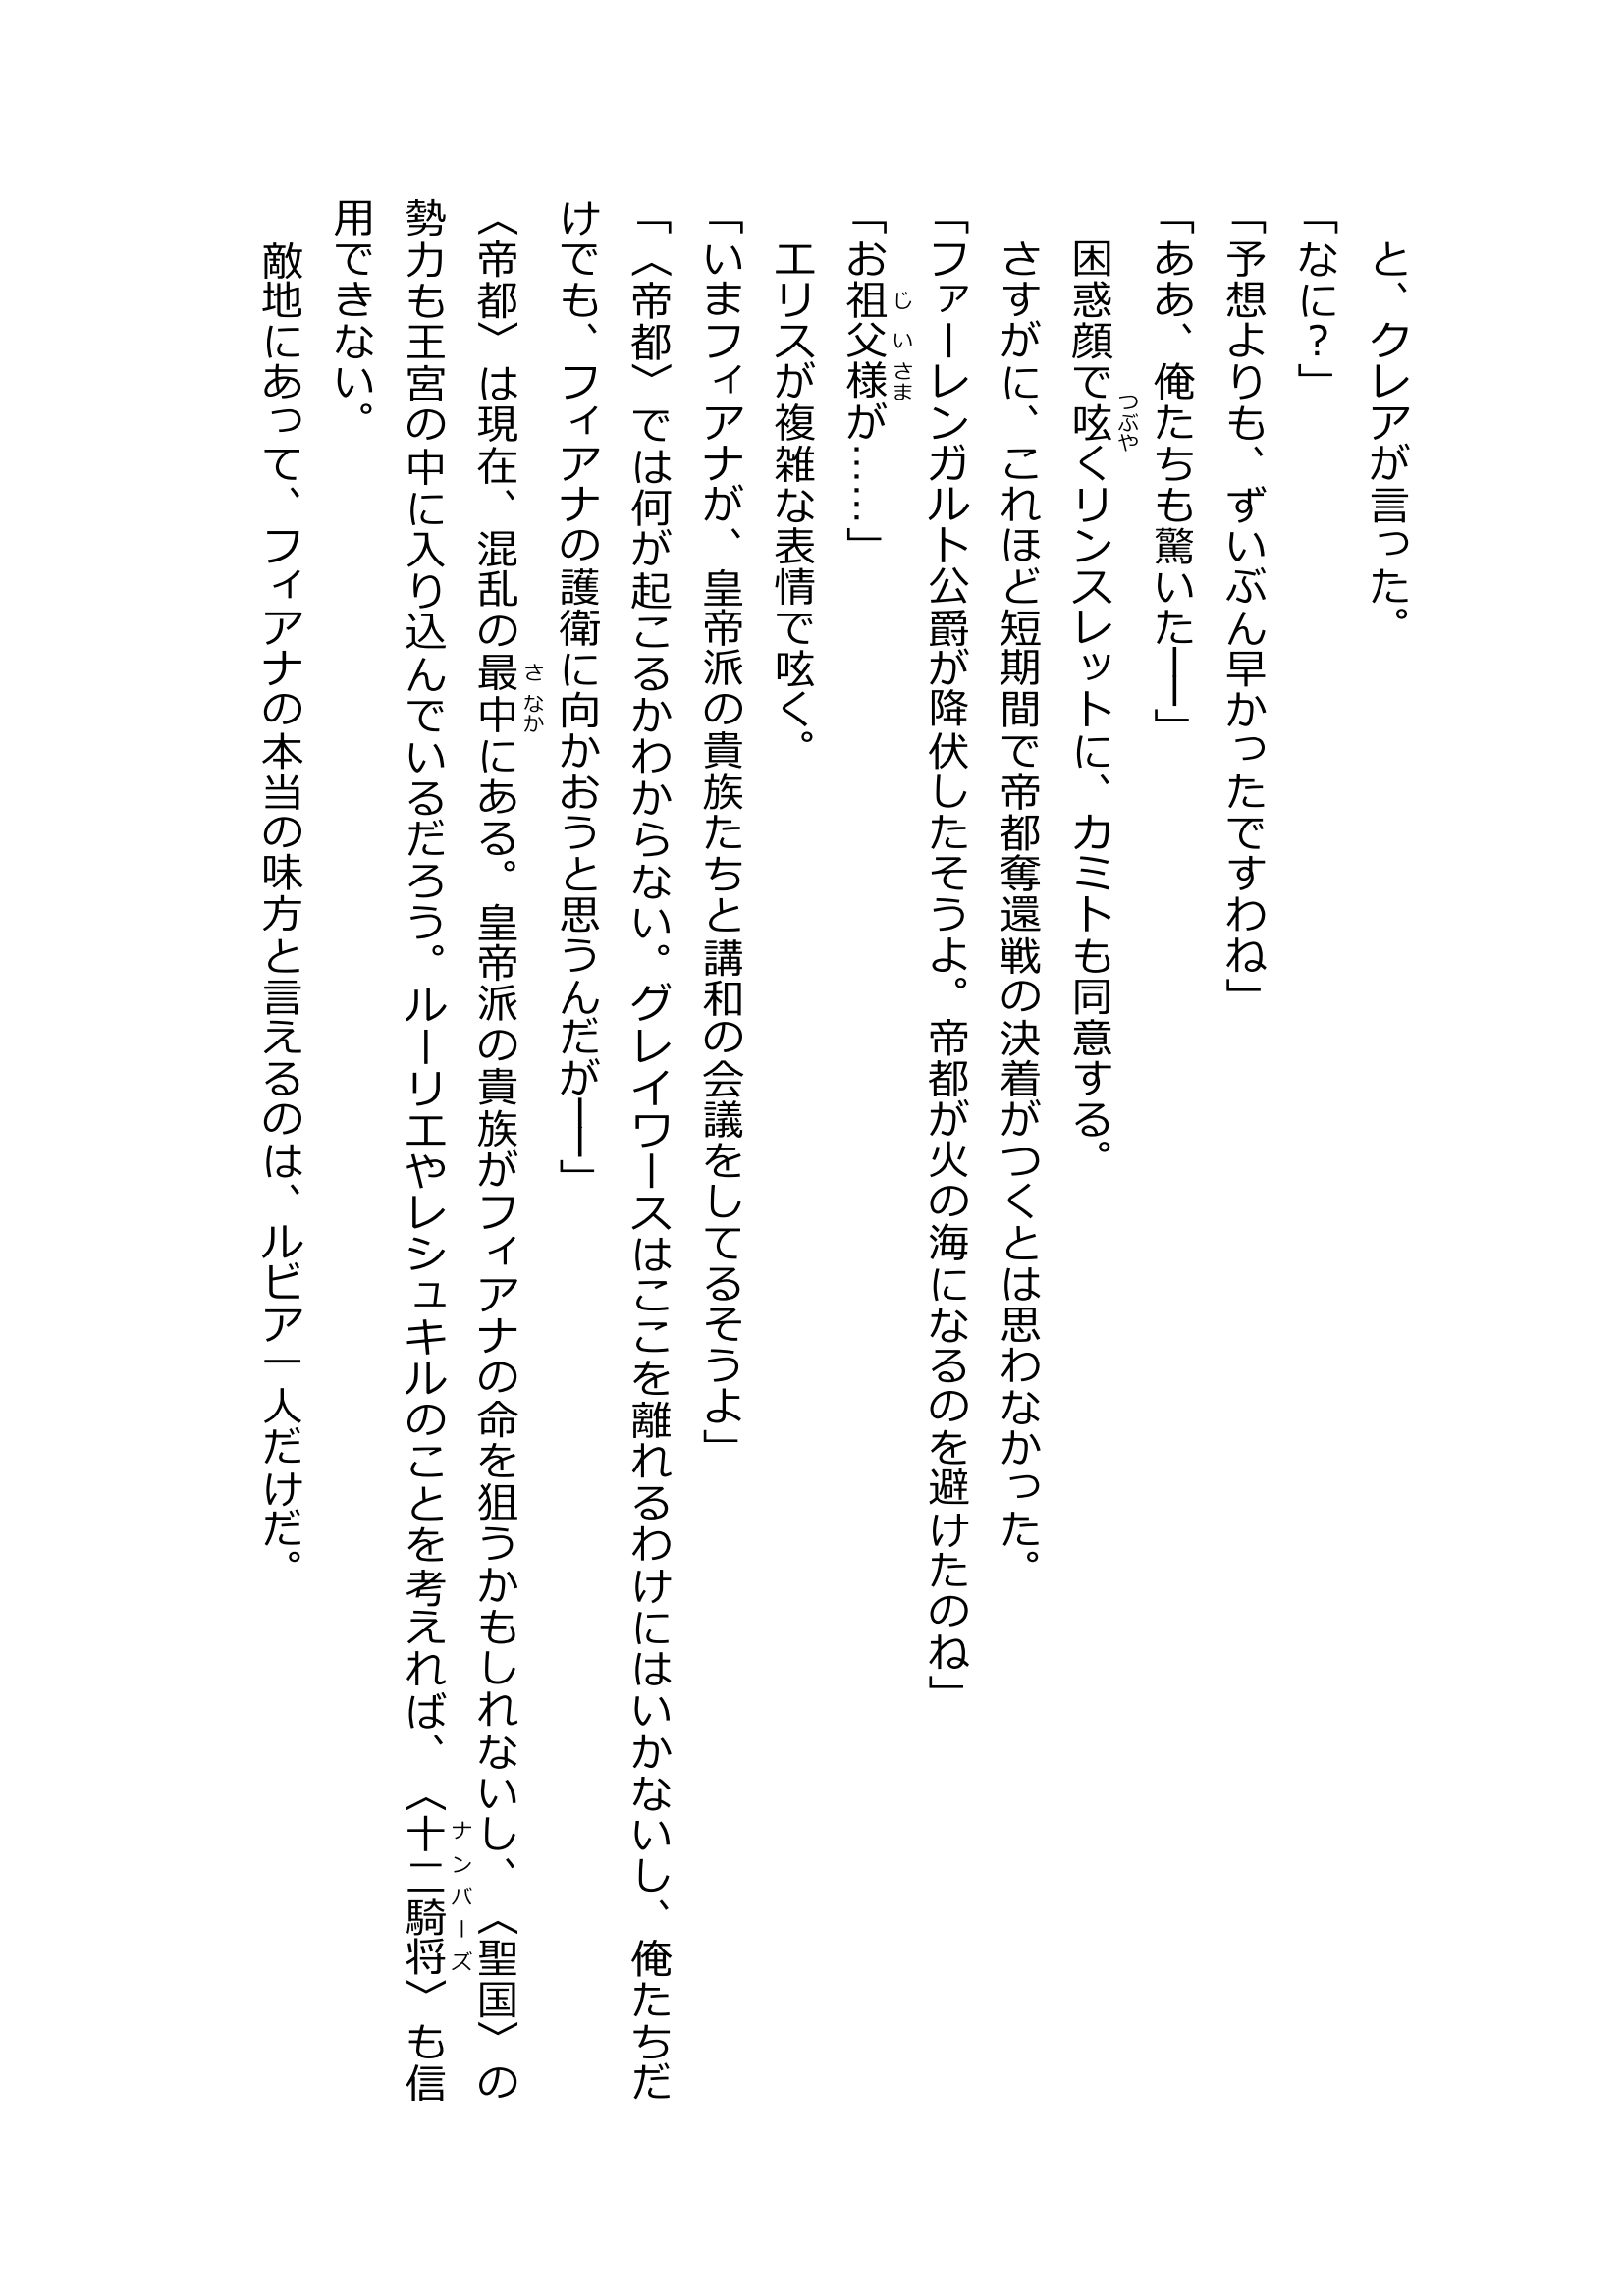 と、クレアが言った。
「なに？」
「予想よりも、ずいぶん早かったですわね」
「ああ、俺たちも驚いた――」
困惑顔で呟くリンスレットに、カミトも同意する。
さすがに、これほど短期間で帝都奪還戦の決着がつくとは思わなかった。
「ファーレンガルト公爵が降伏したそうよ。帝都が火の海になるのを避けたのね」
「お祖父様が……」
エリスが複雑な表情で呟く。
「いまフィアナが、皇帝派の貴族たちと講和の会議をしてるそうよ」
「〈帝都〉では何が起こるかわからない。グレイワースはここを離れるわけにはいかないし、俺たちだ
けでも、フィアナの護衛に向かおうと思うんだが――」
〈帝都〉は現在、混乱の最中にある。皇帝派の貴族がフィアナの命を狙うかもしれないし、〈聖国〉の
勢力も王宮の中に入り込んでいるだろう。ルーリエやレシュキルのことを考えれば、〈十二騎将〉も信
用できない。
敵地にあって、フィアナの本当の味方と言えるのは、ルビア一人だけだ。